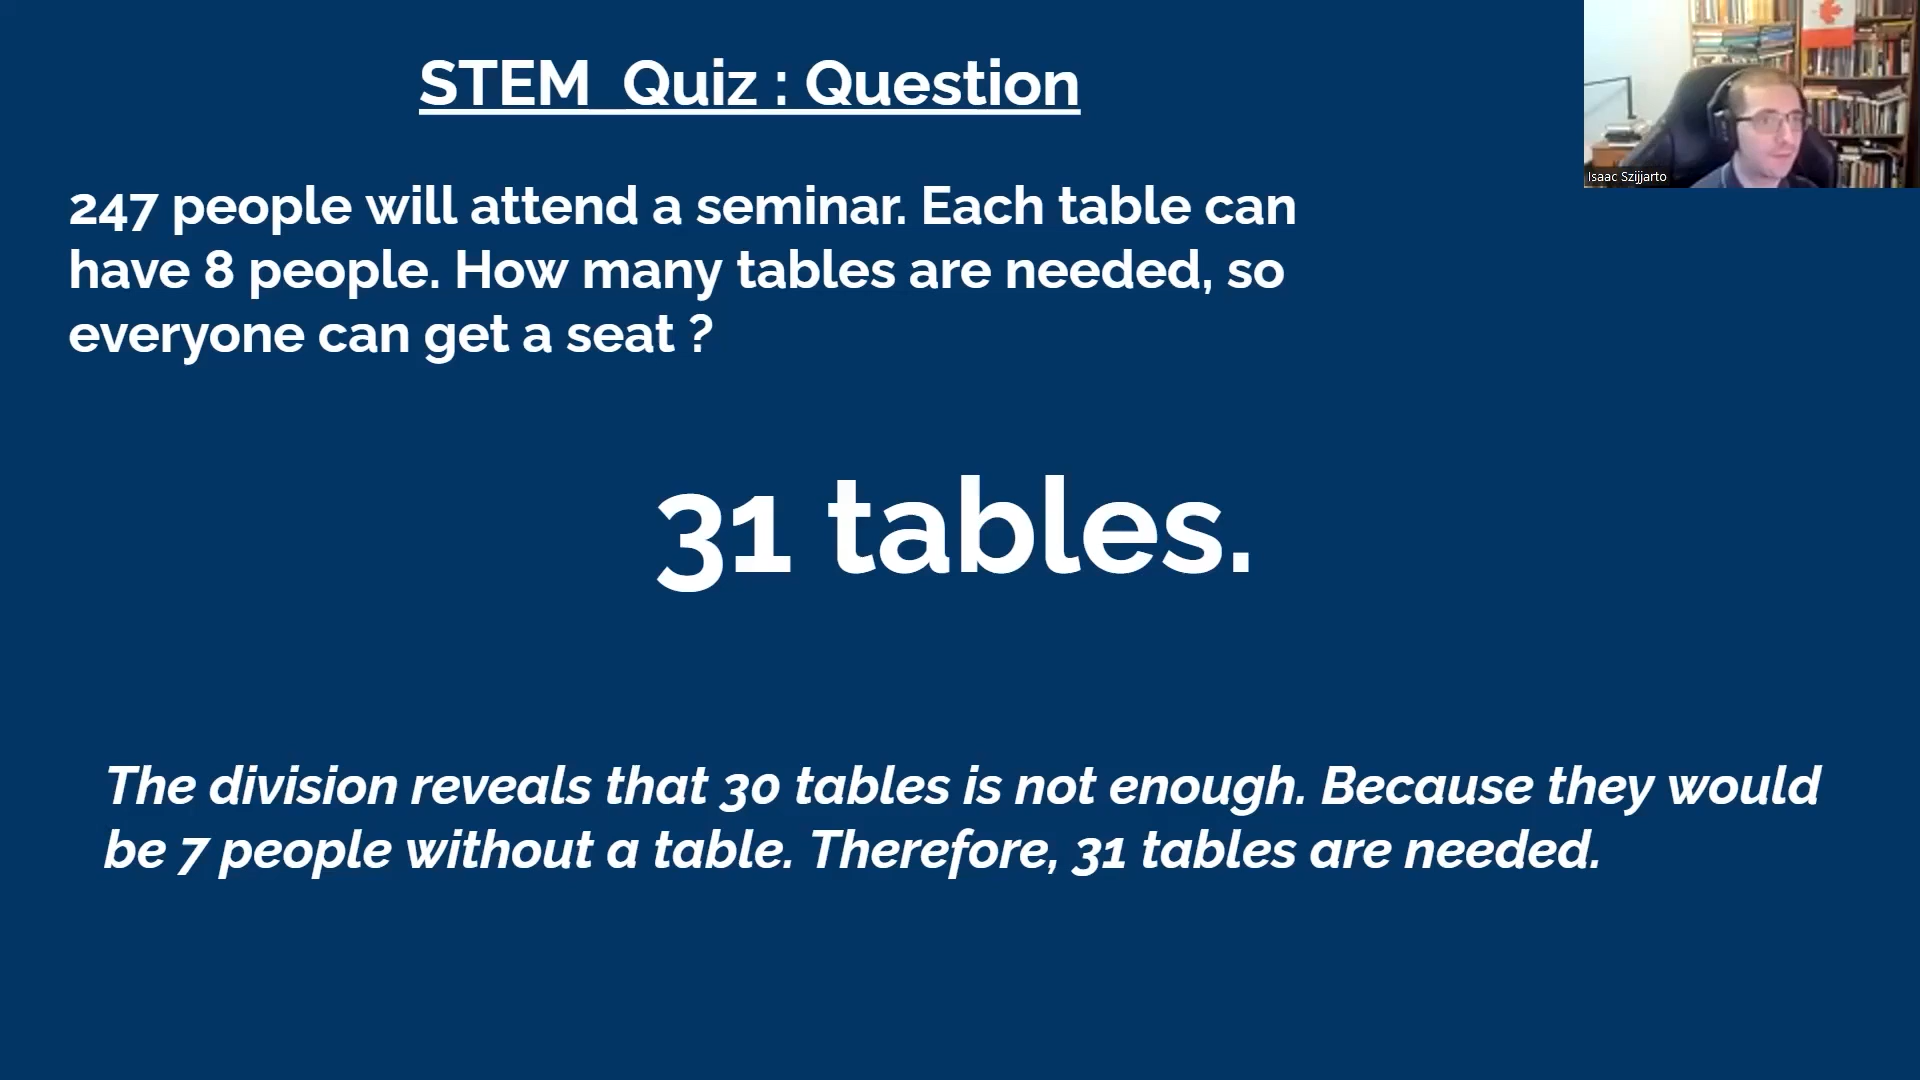 STEM  Quiz : Question
Isaac Szijjarto
247 people will attend a seminar. Each table can
have 8 people. How many tables are needed, so
everyone can get a seat ?
31 tables.
The division reveals that 30 tables is not enough. Because they would
be 7 people without a table. Therefore, 31 tables are needed.